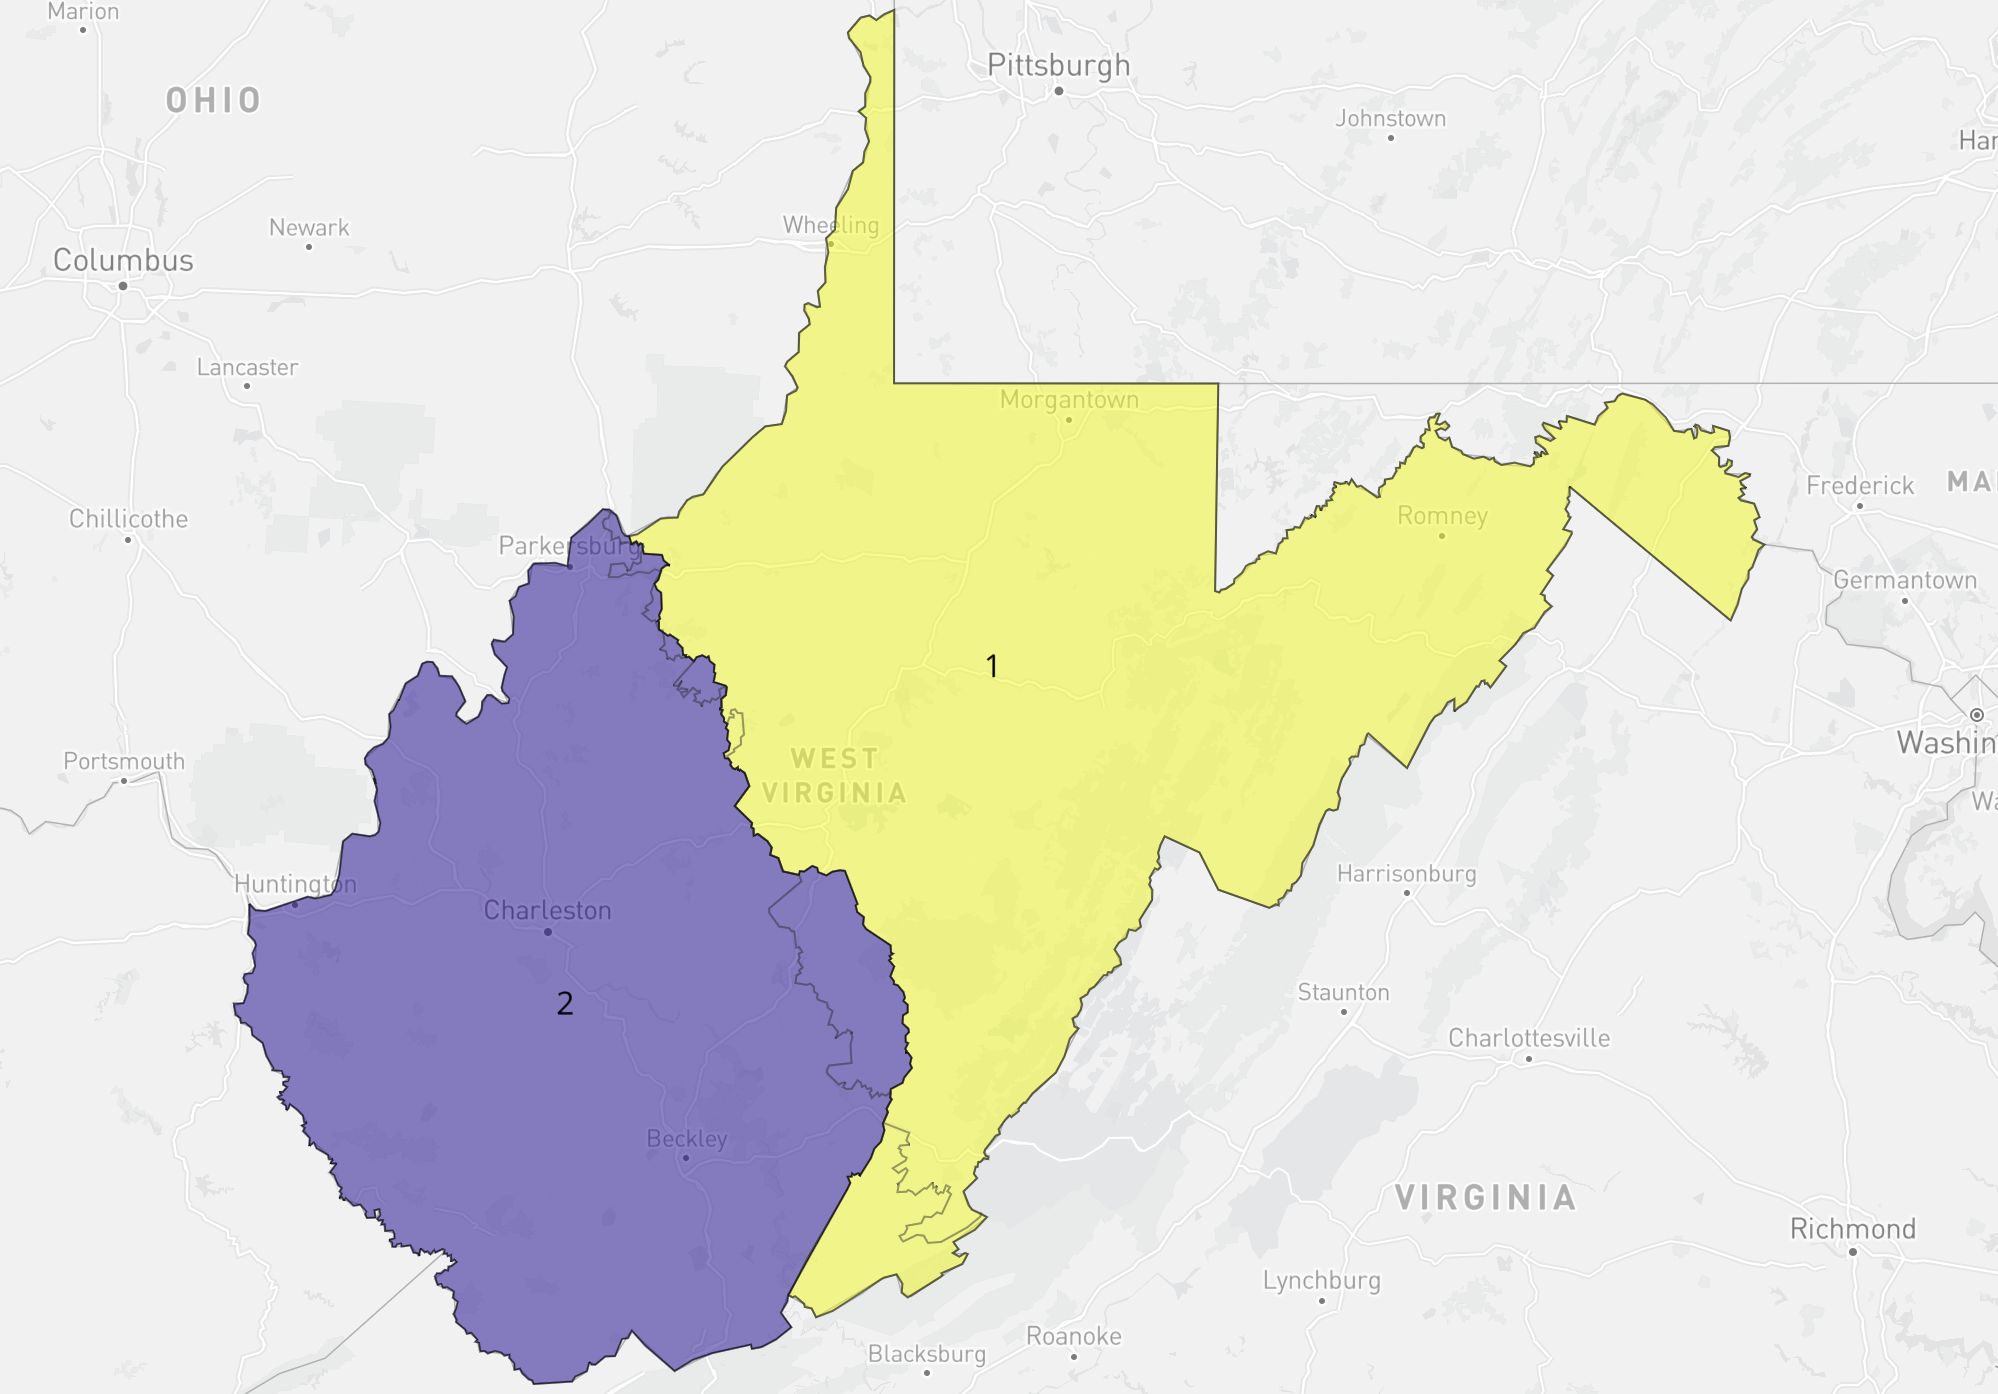 Marion
Pittsburgh
OHIO
Johnstown
Har
Newark
Wheeling
Columbus
Lancaster
Morgantown
Frederick
MA
Chillicothe
Romney
Parkersburg
Germantown
1
WEST
VIRGINIA
Portsmouth
Washin
Wa
Huntington
Charleston
Harrisonburg
2
Staunton
Charlottesville
Beckley
VIRGINIA
Richmond
Lynchburg
Roanoke
Blacksburg